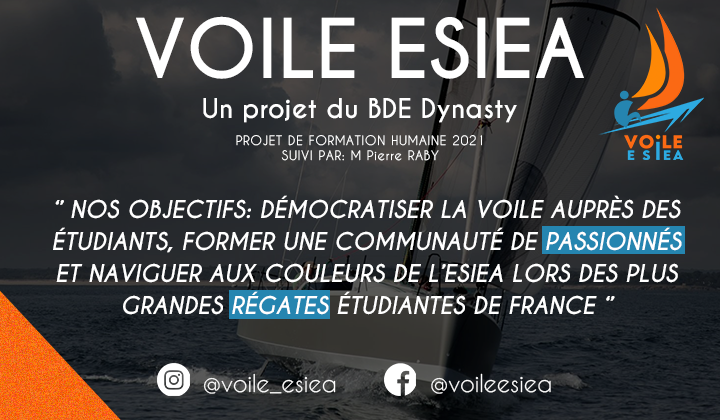 VOILE ESIEA
Un projet du BDE Dynasty
PROJET DE FORMATION HUMAINE 2021
SUIVI PAR: M Pierre RABY
VOILE
ESIEA
‘‘ NOS OBJECTIFS: DÉMOCRATISER LA VOILE AUPRÈS DES
ÉTUDIANTS, FORMER UNE COMMUNAUTÉ DE PASSIONNÉS
ET NAVIGUER AUX COULEURS DE L'ESIEA LORS DES PLUS
GRANDES RÉGATES ÉTUDIANTES DE FRANCE ‘‘
@voile_esiea
@voileesiea